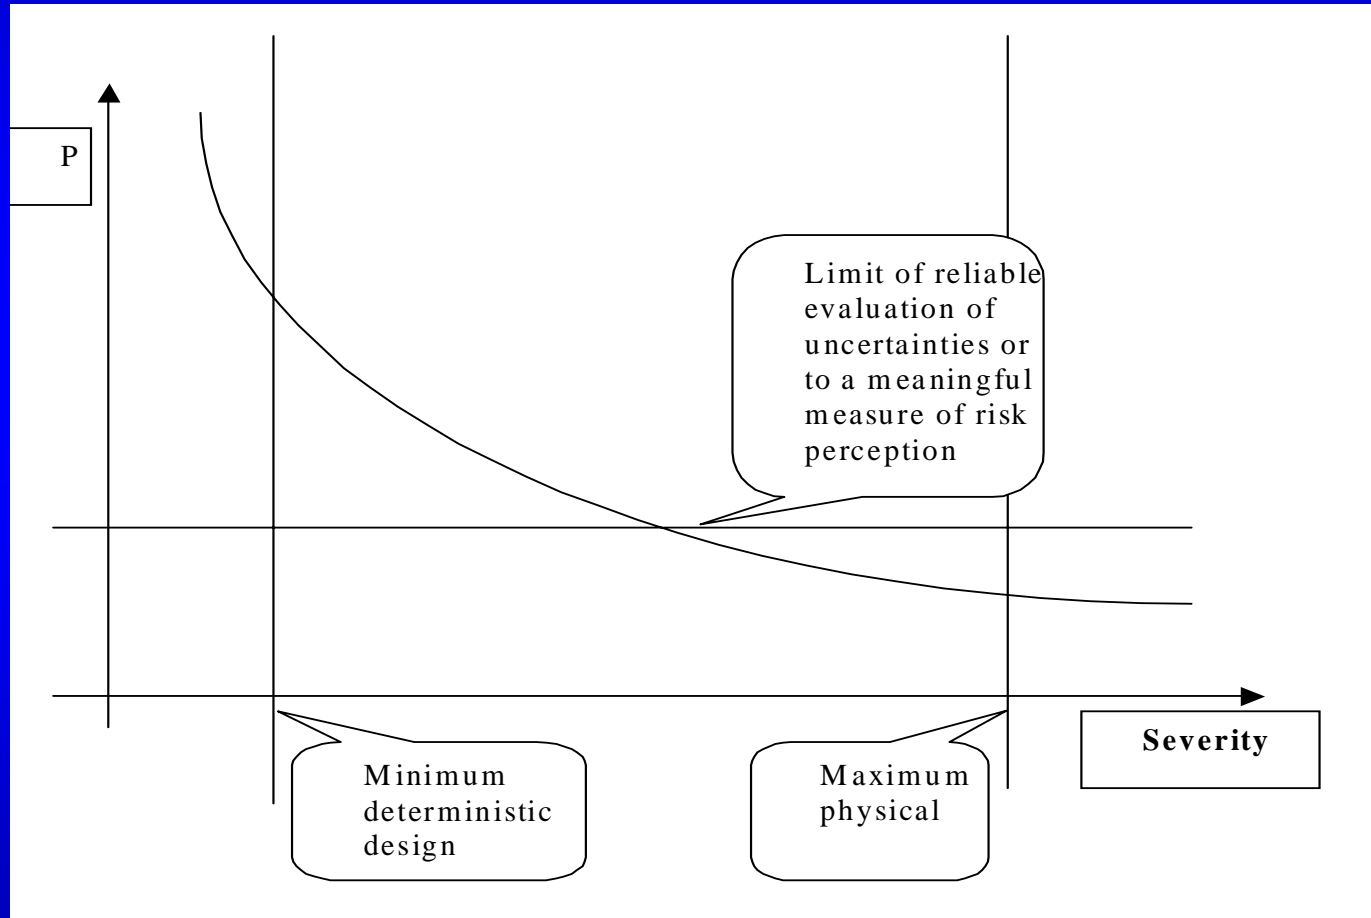 P
Limit of reliable
evaluation of
uncertainties or
to a meaningful
measure of risk
perception
Severity
Minimum
deterministic
design
Maximum
physical